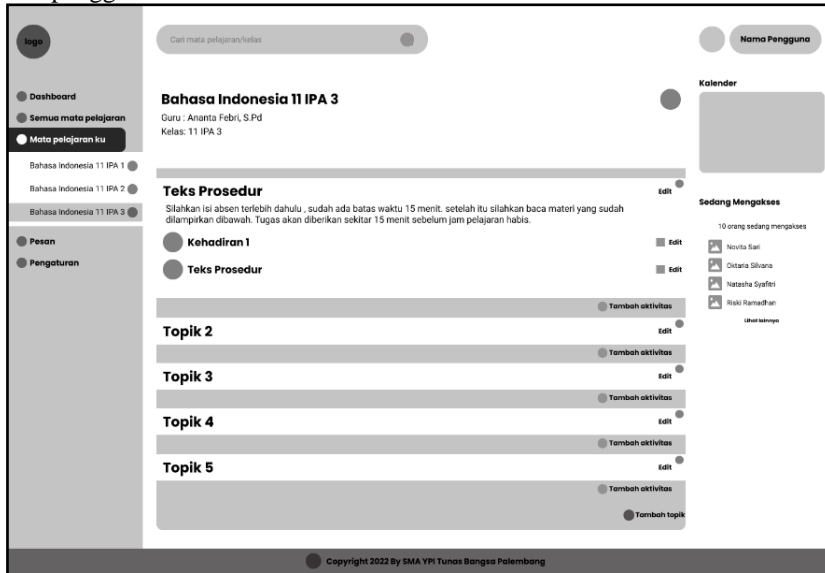 logo
Cari mata pelajaran/kelas
Nama Pengguna
Dashboard
Semua mata pelajaran
Mata pelajaran ku
Bahasa Indonesia 11 IPA 1
Bahasa Indonesia 11 IPA 2
Bahasa Indonesia 11 IPA 3
Pesan
Pengaturan
Bahasa Indonesia 11 IPA 3
Guru : Ananta Febri, S.Pd
Kelas: 11 IPA 3
Teks Prosedur
Edit
Silahkan isi absen terlebih dahulu , sudah ada batas waktu 15 menit. setelah itu silahkan baca materi yang sudah
dilampirkan dibawah. Tugas akan diberikan sekitar 15 menit sebelum jam pelajaran habis.
Kehadiran 1
Edit
Teks Prosedur
Edit
Tambah aktivitas
Topik 2
Edit
Tambah aktivitas
Topik 3
Edit
Tambah aktivitas
Topik 4
Edit
Tambah aktivitas
Topik 5
Edit
Tambah aktivitas
Tambah topik
Kalender
Sedang Mengakses
10 orang sedang mengakses
Novita Sari
Oktaria Silvana
Natasha Syafitri
Riski Ramadhan
Lihat lainnya
Copyright 2022 By SMA YPI Tunas Bangsa Palembang